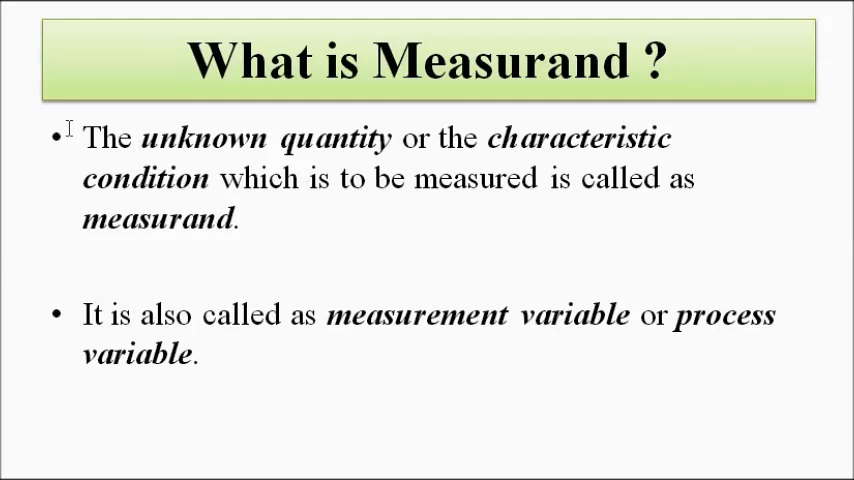 What is Measurand ?
• The unknown quantity or the characteristic
condition which is to be measured is called as
measurand.
• It is also called as measurement variable or process
variable.